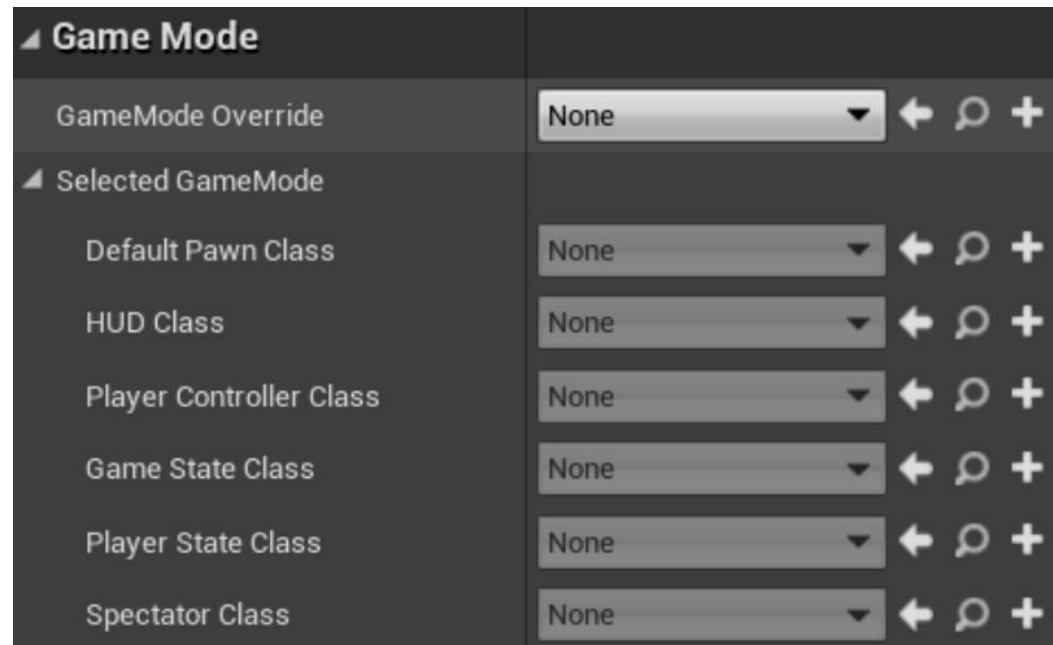 Game Mode
GameMode Override None
Selected GameMode
Default Pawn Class None
HUD Class None
Player Controller Class None
Game State Class None
Player State Class None
Spectator Class None